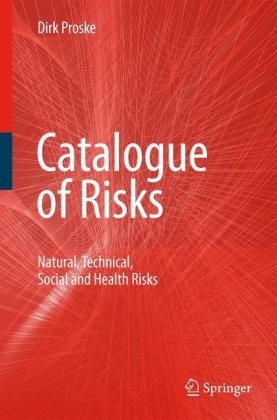 Dirk Proske
Catalogue
of Risks
Natural, Technical,
Social and Health Risks
Springer